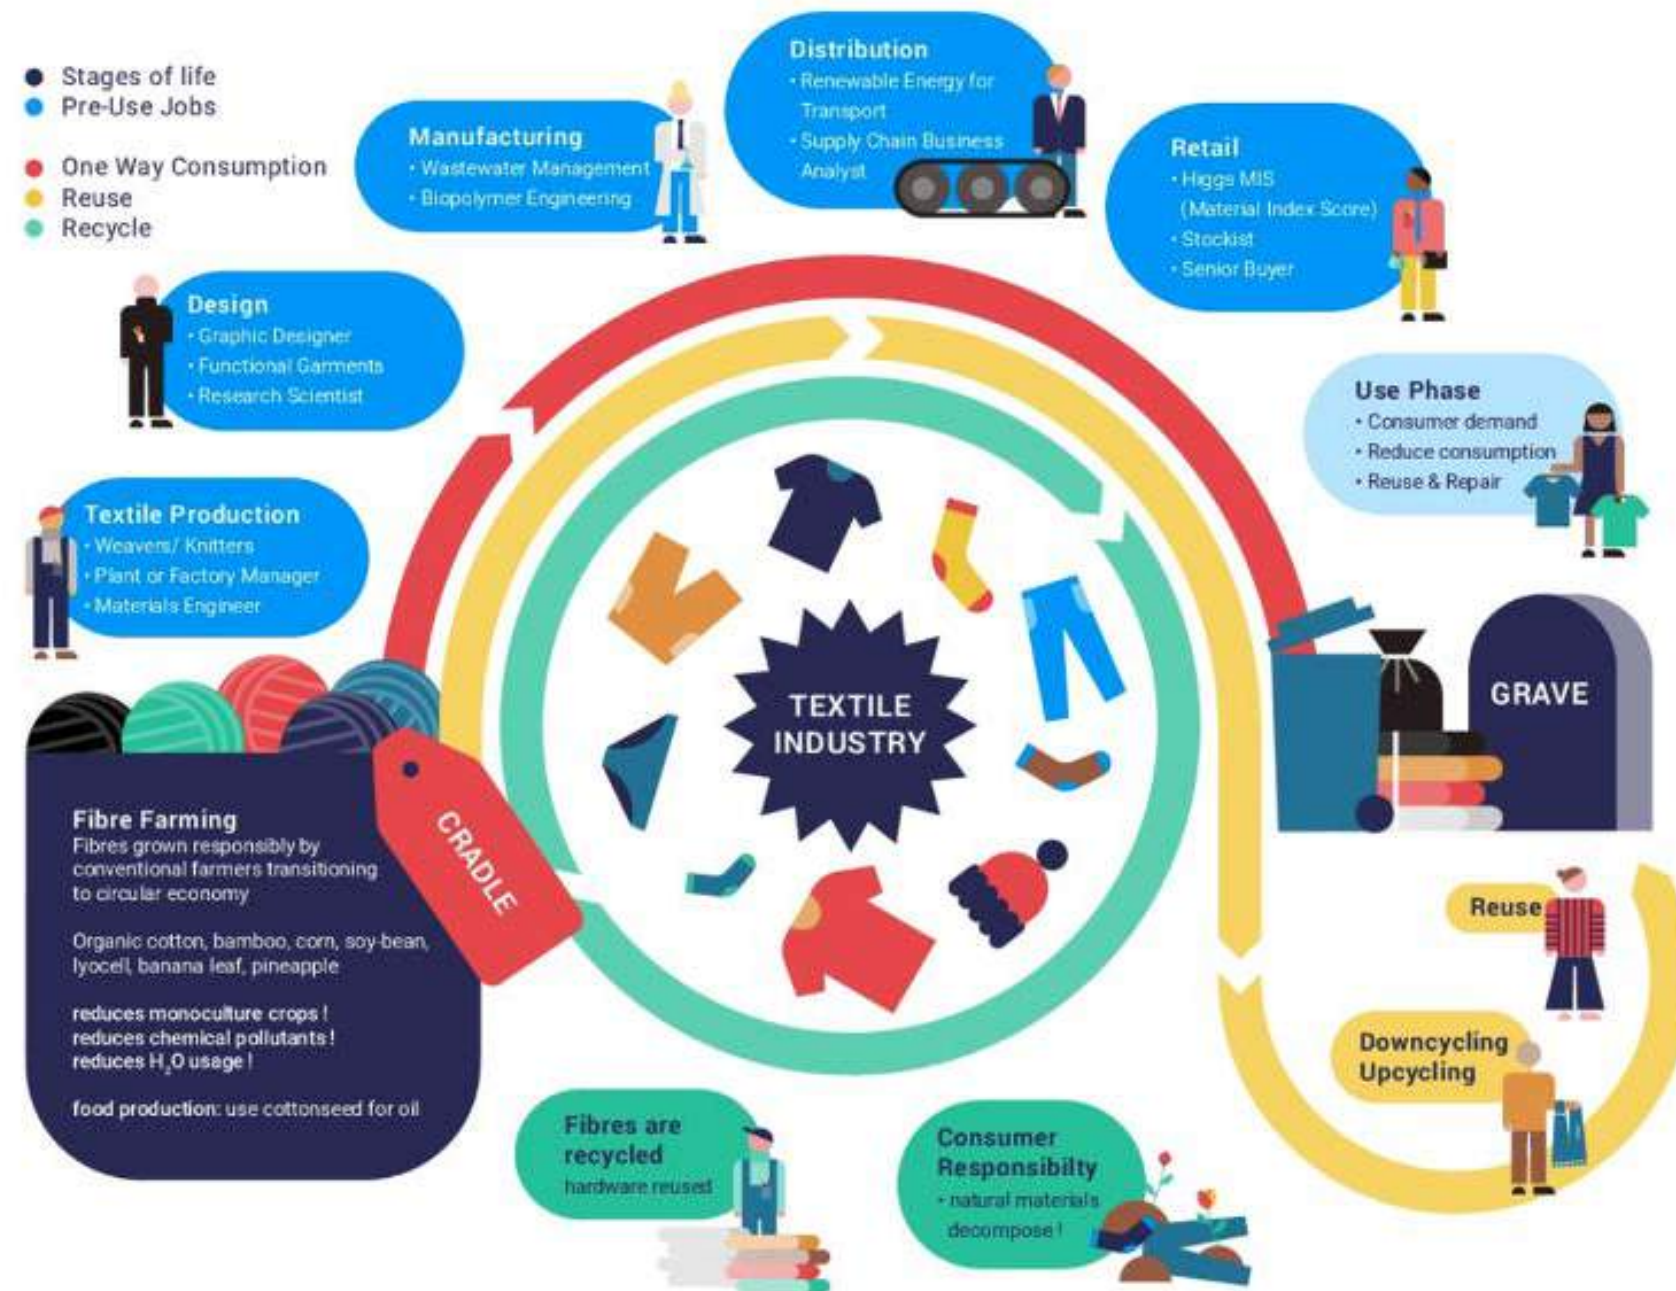 Stages of life
Pre-Use Jobs
One Way Consumption
Reuse
Recycle
Distribution
• Renewable Energy for
Transport
• Supply Chain Business
Analyst
Manufacturing
• Wastewater Management
• Biopolymer Engineering
Retail
• Higgs MIS
(Material Index Score)
• Stockist
• Senior Buyer
Design
• Graphic Designer
• Functional Garments
• Research Scientist
Use Phase
• Consumer demand
• Reduce consumption
• Reuse & Repair
Textile Production
• Weavers/ Knitters
• Plant or Factory Manager
• Materials Engineer
TEXTILE
INDUSTRY
GRAVE
CRADLE
Fibre Farming
Fibres grown responsibly by
conventional farmers transitioning
to circular economy
Organic cotton, bamboo, corn, soy-bean,
lyocell, banana leaf, pineapple
reduces monoculture crops !
reduces chemical pollutants !
reduces H₂O usage !
food production: use cottonseed for oil
Reuse
Downcycling
Upcycling
Fibres are
recycled
hardware reused
Consumer
Responsibilty
• natural materials
decompose !